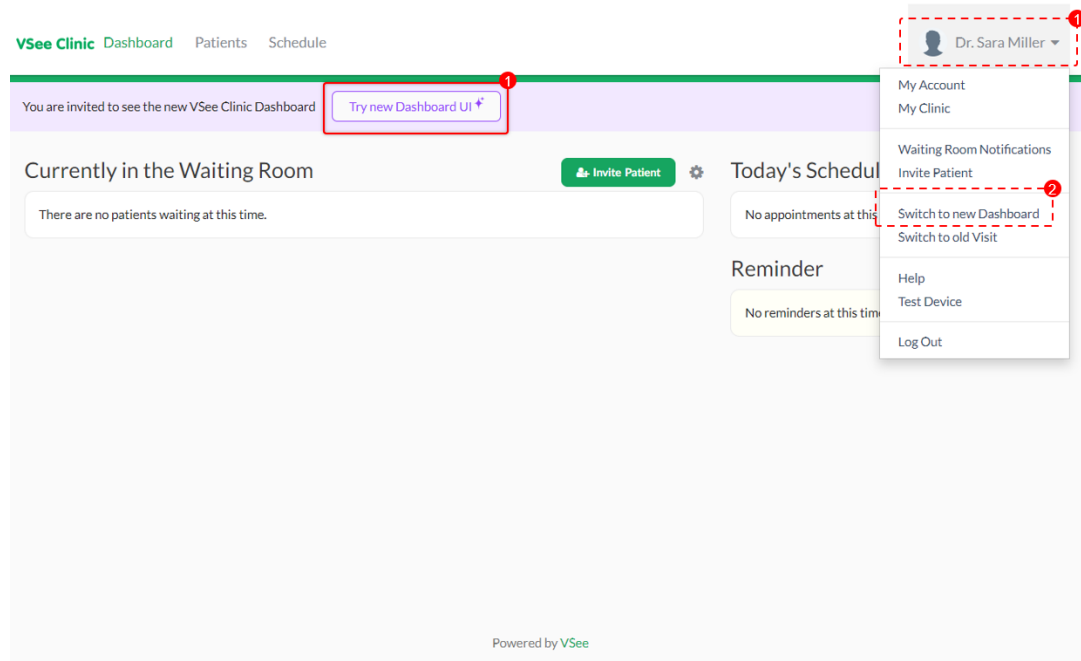 VSee Clinic Dashboard Patients Schedule
1
Dr. Sara Miller
You are invited to see the new VSee Clinic Dashboard
1
Try new Dashboard UI
My Account
My Clinic
Waiting Room Notifications
Invite Patient
2
Switch to new Dashboard
Switch to old Visit
Help
Test Device
Log Out
Currently in the Waiting Room
Invite Patient
There are no patients waiting at this time.
Today's Schedul
No appointments at this
Reminder
No reminders at this tim
Powered by VSee